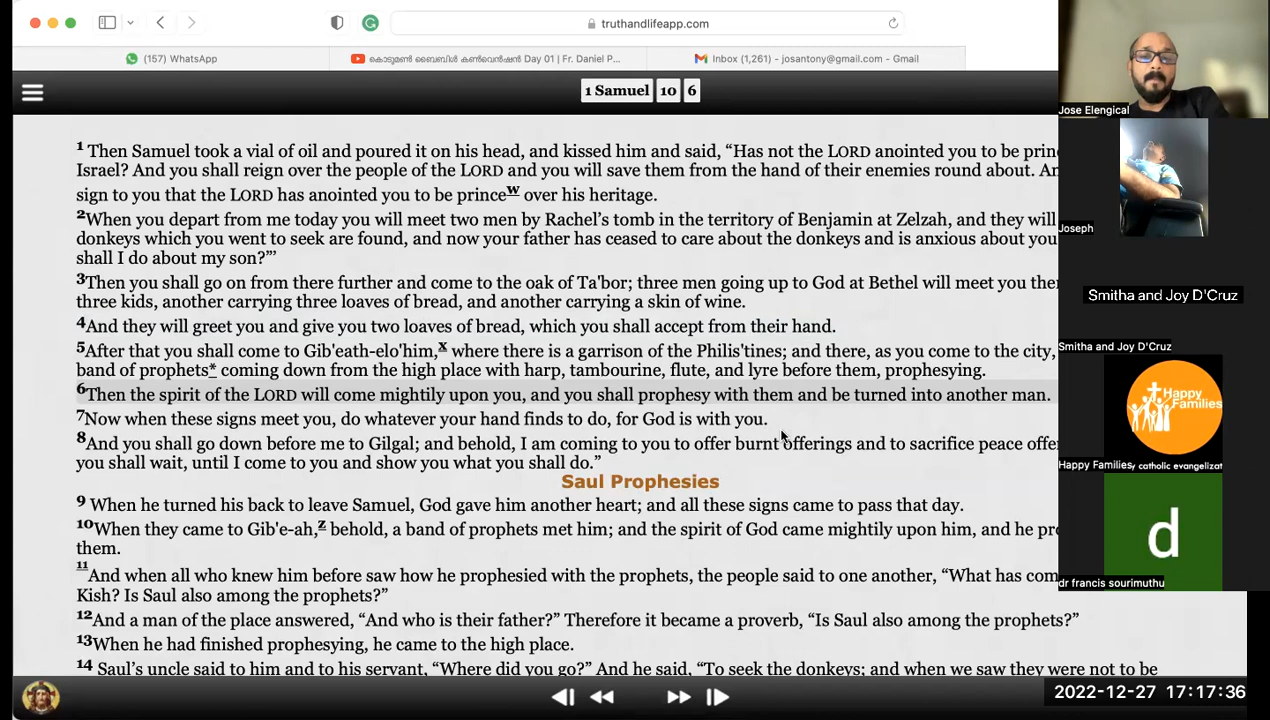 truthandlifeapp.com
(157) WhatsApp
കൊടുമൺ ബൈബിൾ കൺവെൻഷൻ Day 01 | Fr. Daniel P...
Inbox (1,261) - josantony@gmail.com - Gmail
1 Samuel 10 6
1 Then Samuel took a vial of oil and poured it on his head, and kissed him and said, “Has not the LORD anointed you to be princ
Israel? And you shall reign over the people of the LORD and you will save them from the hand of their enemies round about. An
sign to you that the LORD has anointed you to be prince w over his heritage.
2 When you depart from me today you will meet two men by Rachel’s tomb in the territory of Benjamin at Zelzah, and they will
donkeys which you went to seek are found, and now your father has ceased to care about the donkeys and is anxious about you
shall I do about my son?”’
3 Then you shall go on from there further and come to the oak of Ta'bor; three men going up to God at Bethel will meet you ther
three kids, another carrying three loaves of bread, and another carrying a skin of wine.
4 And they will greet you and give you two loaves of bread, which you shall accept from their hand.
5 After that you shall come to Gib'eath-elo'him, x where there is a garrison of the Philis'tines; and there, as you come to the city,
band of prophets* coming down from the high place with harp, tambourine, flute, and lyre before them, prophesying.
6 Then the spirit of the LORD will come mightily upon you, and you shall prophesy with them and be turned into another man.
7 Now when these signs meet you, do whatever your hand finds to do, for God is with you.
8 And you shall go down before me to Gilgal; and behold, I am coming to you to offer burnt offerings and to sacrifice peace offe
you shall wait, until I come to you and show you what you shall do.”
Saul Prophesies
9 When he turned his back to leave Samuel, God gave him another heart; and all these signs came to pass that day.
10 When they came to Gib'e-ah, z behold, a band of prophets met him; and the spirit of God came mightily upon him, and he pro
them.
11 And when all who knew him before saw how he prophesied with the prophets, the people said to one another, “What has com
Kish? Is Saul also among the prophets?”
12 And a man of the place answered, “And who is their father?” Therefore it became a proverb, “Is Saul also among the prophets?”
13 When he had finished prophesying, he came to the high place.
14 Saul’s uncle said to him and to his servant, “Where did you go?” And he said, “To seek the donkeys; and when we saw they were not to be
Jose Elengical
Joseph
Smitha and Joy D'Cruz
Smitha and Joy D'Cruz
Happy Families
Happy Families, catholic evangelizat
d
dr francis sourimuthu
2022-12-27 17:17:36